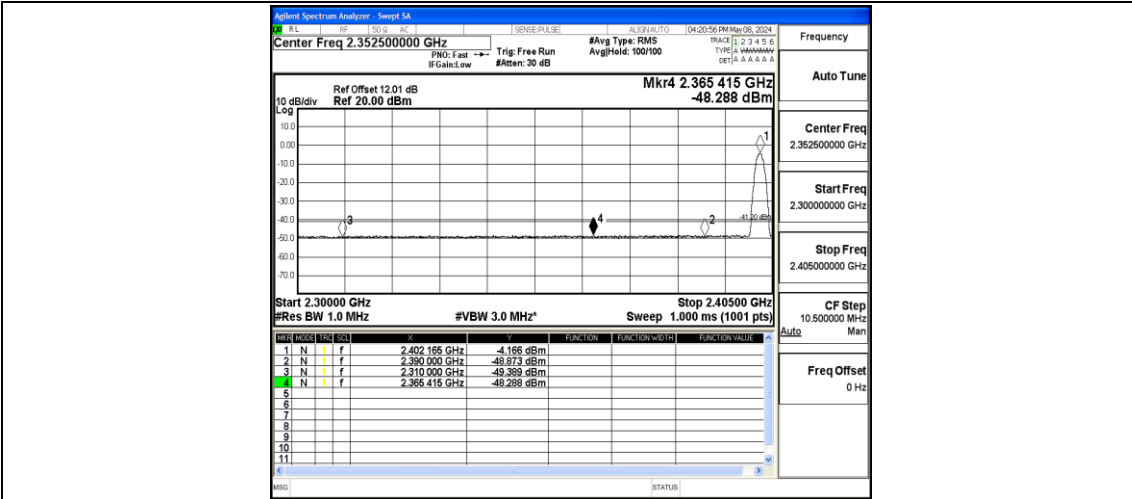 Agilent Spectrum Analyzer - Swept SA
RL RF 50 Ω AC SENSE:PULSE ALIGN AUTO 04:20:56 PM May 08, 2024
Center Freq 2.352500000 GHz
#Avg Type: RMS
TRACE 1 2 3 4 5 6
PNO: Fast Trig: Free Run Avg|Hold: 100/100
TYPE A WWWWW
IFGain:Low #Atten: 30 dB
DET A A A A A A
Mkr4 2.365 415 GHz
-48.288 dBm
Ref Offset 12.01 dB
10 dB/div Ref 20.00 dBm
Log
10.0
0.00
-10.0
-20.0
-30.0
-40.0
-50.0
-60.0
-70.0
1
2
3
4
-41.20 dBm
Start 2.30000 GHz Stop 2.40500 GHz
#Res BW 1.0 MHz #VBW 3.0 MHz* Sweep 1.000 ms (1001 pts)
MKR MODE TRC SCL X Y FUNCTION FUNCTION WIDTH FUNCTION VALUE
1 N 1 f 2.402 165 GHz -4.166 dBm
2 N 1 f 2.390 000 GHz -48.873 dBm
3 N 1 f 2.310 000 GHz -49.389 dBm
4 N 1 f 2.365 415 GHz -48.288 dBm
5
6
7
8
9
10
11
MSG STATUS
Frequency
Auto Tune
Center Freq
2.352500000 GHz
Start Freq
2.300000000 GHz
Stop Freq
2.405000000 GHz
CF Step
10.500000 MHz
Auto Man
Freq Offset
0 Hz